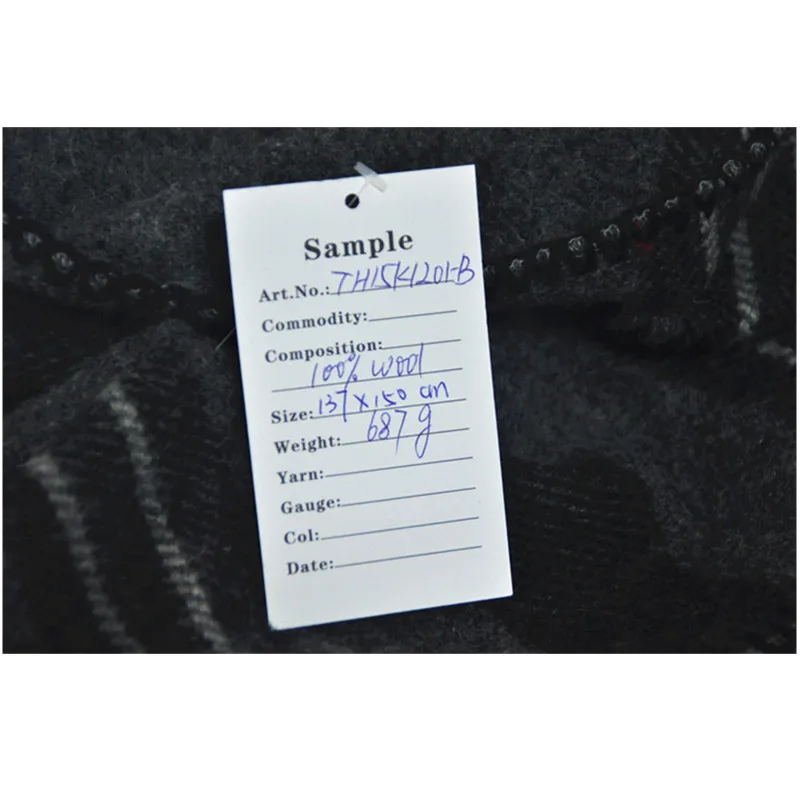 Sample
Art.No.: TH15K1201-B
Commodity:
Composition:
100% wool
Size: 137 x 150 cm
Weight: 687 g
Yarn:
Gauge:
Col:
Date: